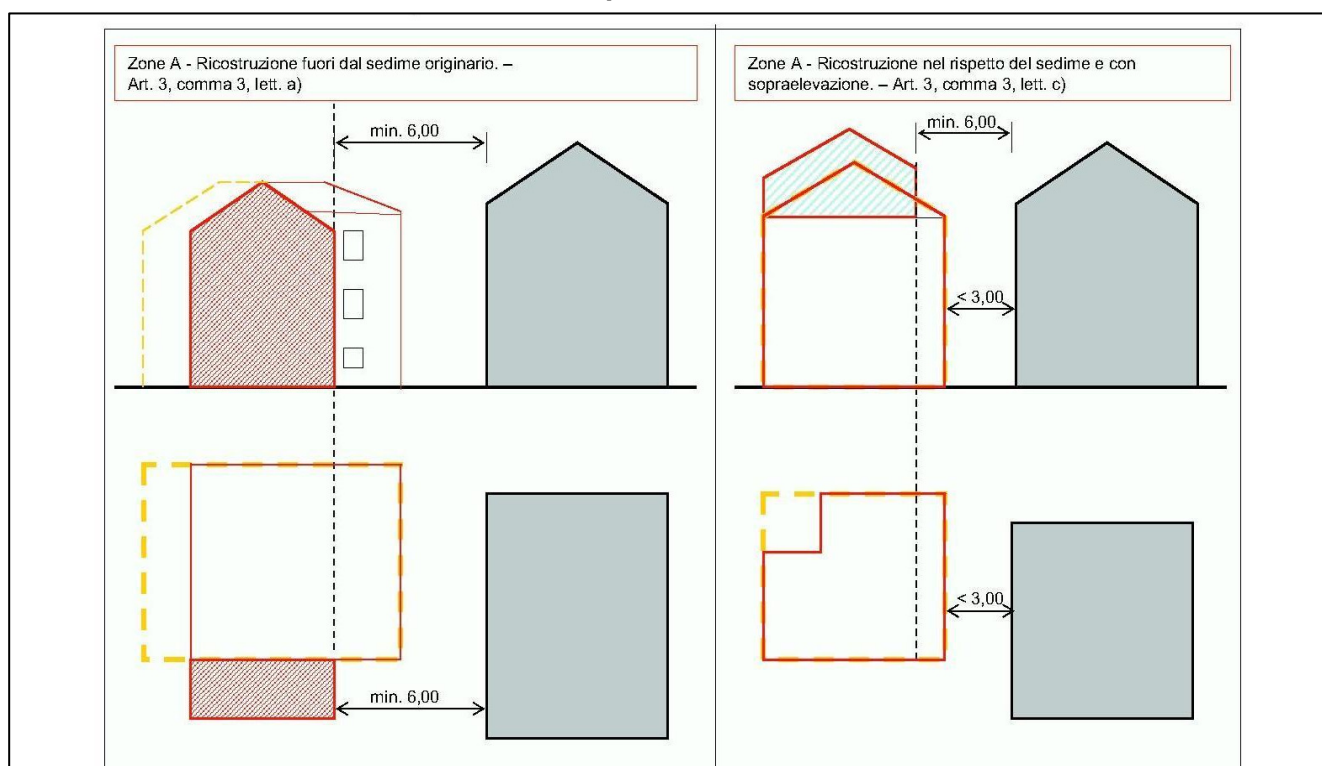 Zone A - Ricostruzione fuori dal sedime originario. –
Art. 3, comma 3, lett. a)
min. 6,00
min. 6,00
Zone A - Ricostruzione nel rispetto del sedime e con
sopraelevazione. – Art. 3, comma 3, lett. c)
min. 6,00
< 3,00
< 3,00